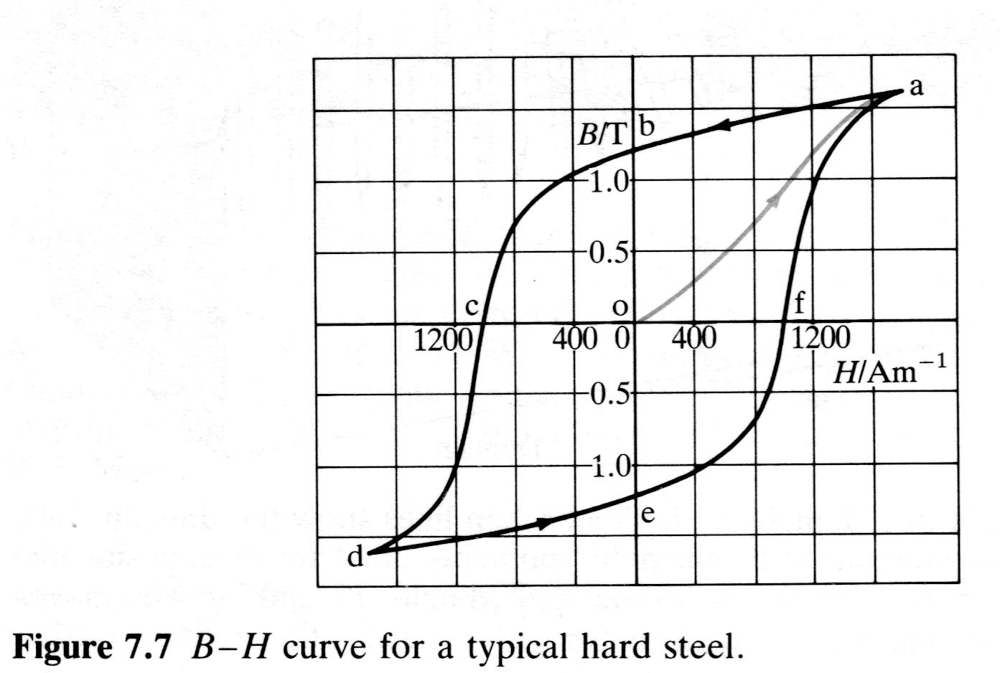 a
B/T b
1.0
0.5
c o f
1200 400 0 400 1200
H/Am⁻¹
0.5
1.0
e
d
Figure 7.7 B–H curve for a typical hard steel.